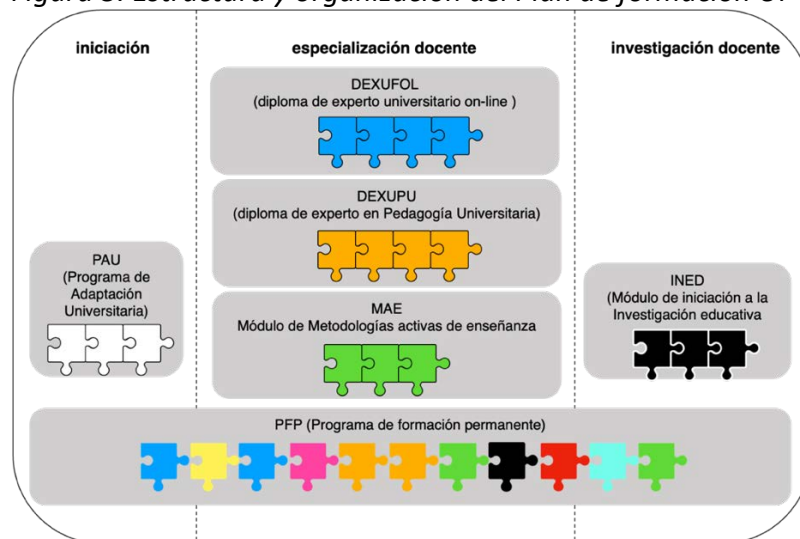 iniciación
especialización docente
investigación docente
DEXUFOL
(diploma de experto universitario on-line )
DEXUPU
(diploma de experto en Pedagogía Universitaria)
PAU
(Programa de
Adaptación
Universitaria)
MAE
Módulo de Metodologías activas de enseñanza
INED
(Módulo de iniciación a la
Investigación educativa
PFP (Programa de formación permanente)